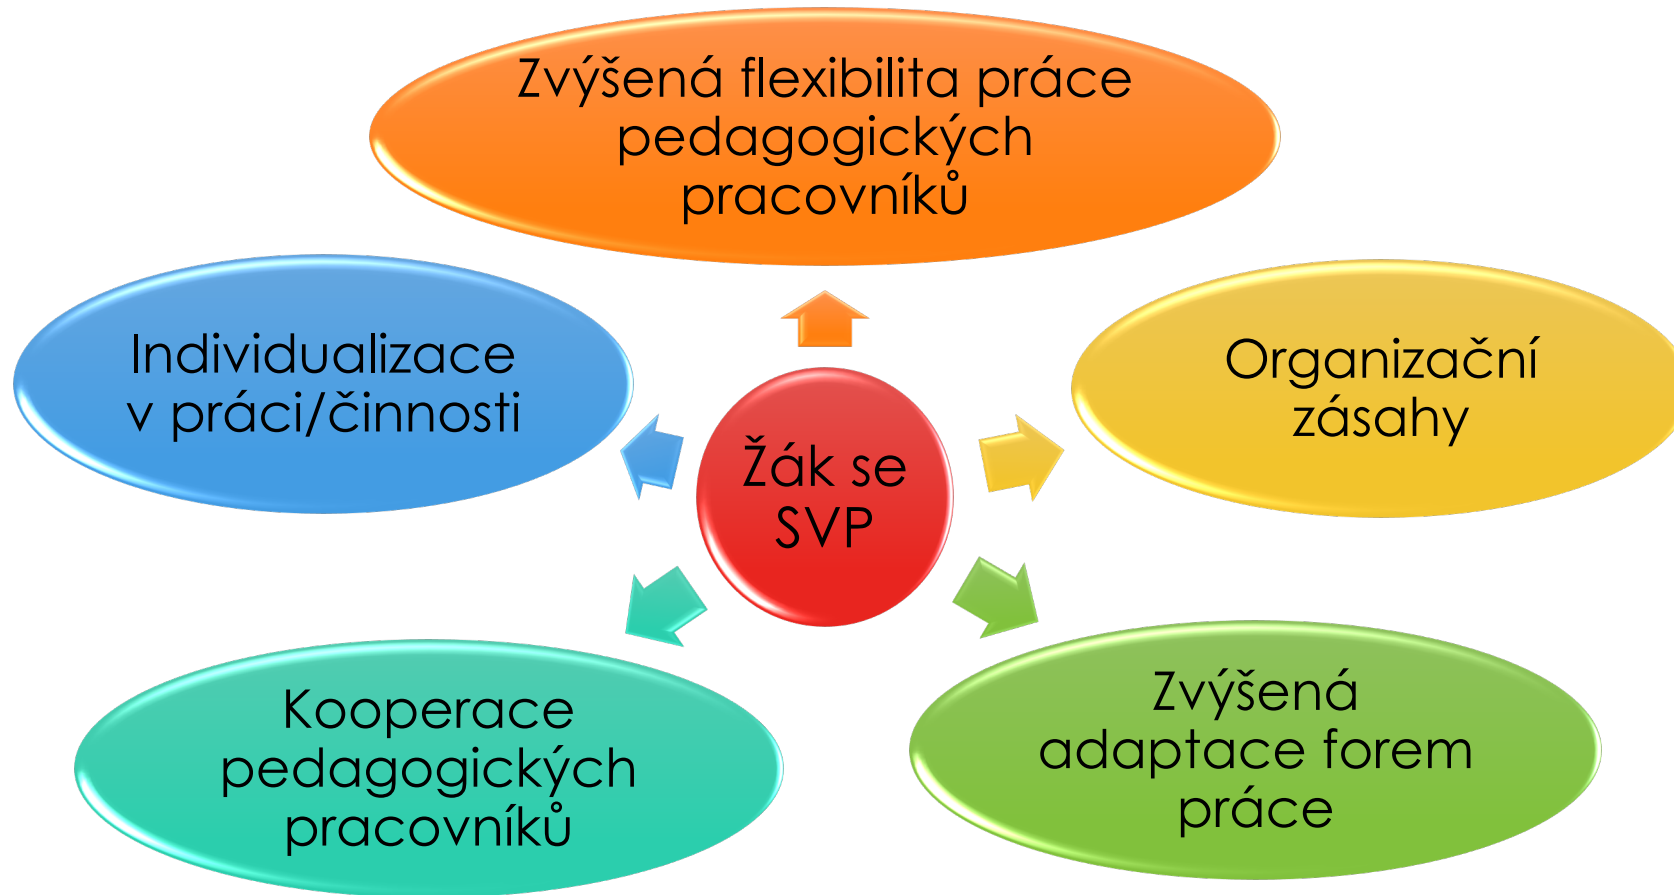 Zvýšená flexibilita práce
pedagogických
pracovníků
Individualizace
v práci/činnosti
Organizační
zásahy
Žák se
SVP
Kooperace
pedagogických
pracovníků
Zvýšená
adaptace forem
práce